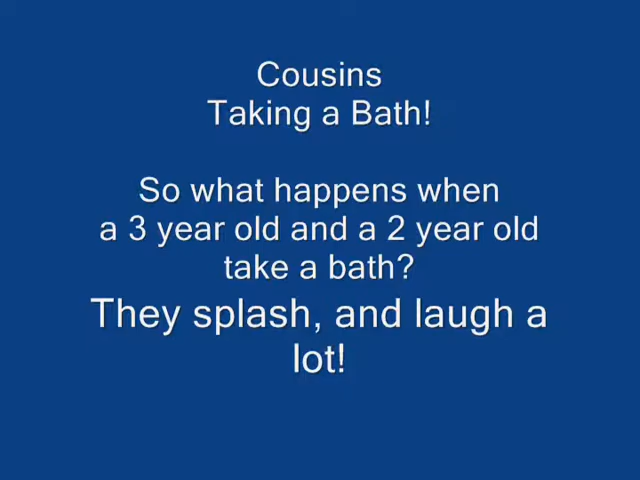 Cousins
Taking a Bath!
So what happens when
a 3 year old and a 2 year old
take a bath?
They splash, and laugh a
lot!